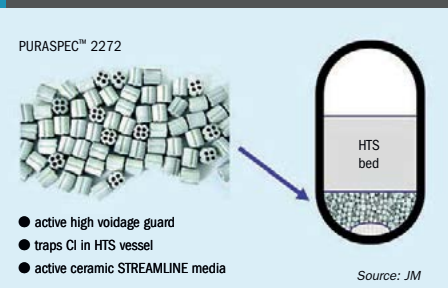 PURASPEC™ 2272
HTS
bed
● active high voidage guard
● traps Cl in HTS vessel
● active ceramic STREAMLINE media
Source: JM